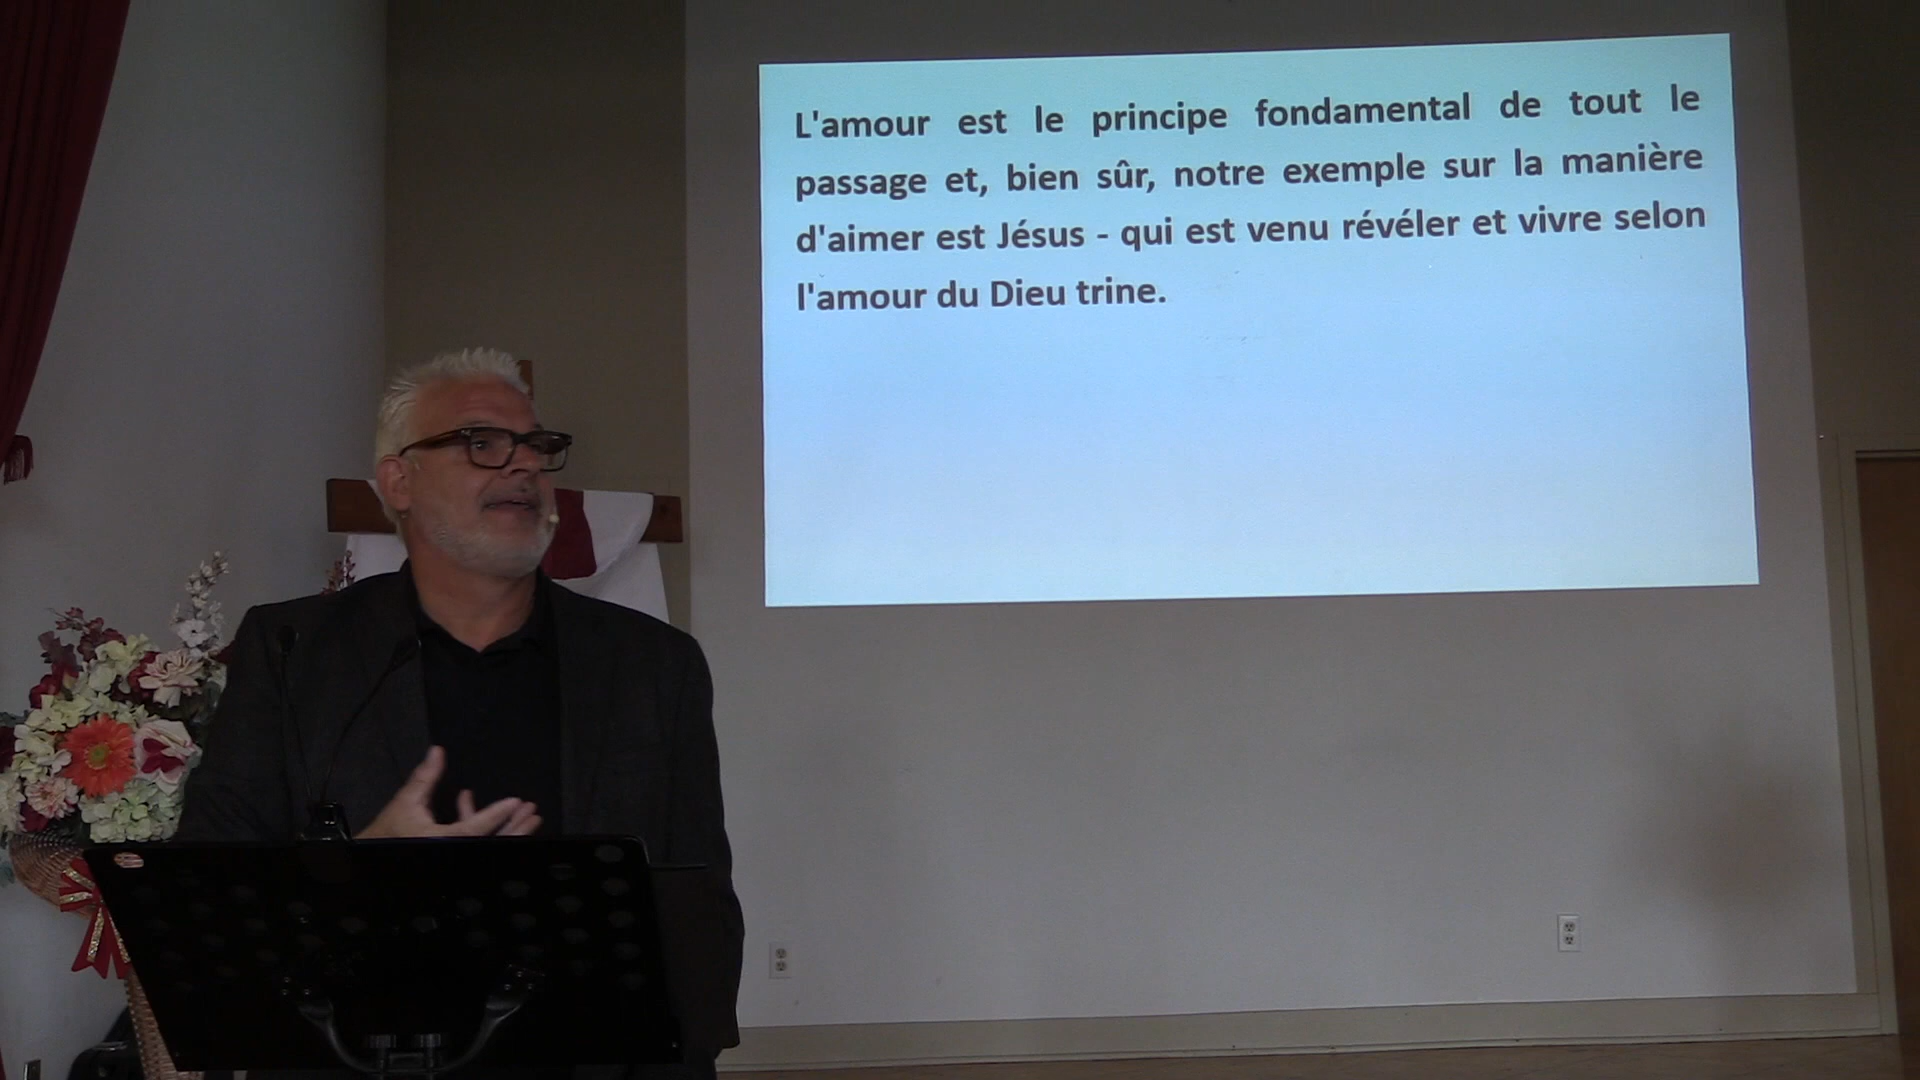 L'amour est le principe fondamental de tout le
passage et, bien sûr, notre exemple sur la manière
d'aimer est Jésus - qui est venu révéler et vivre selon
l'amour du Dieu trine.